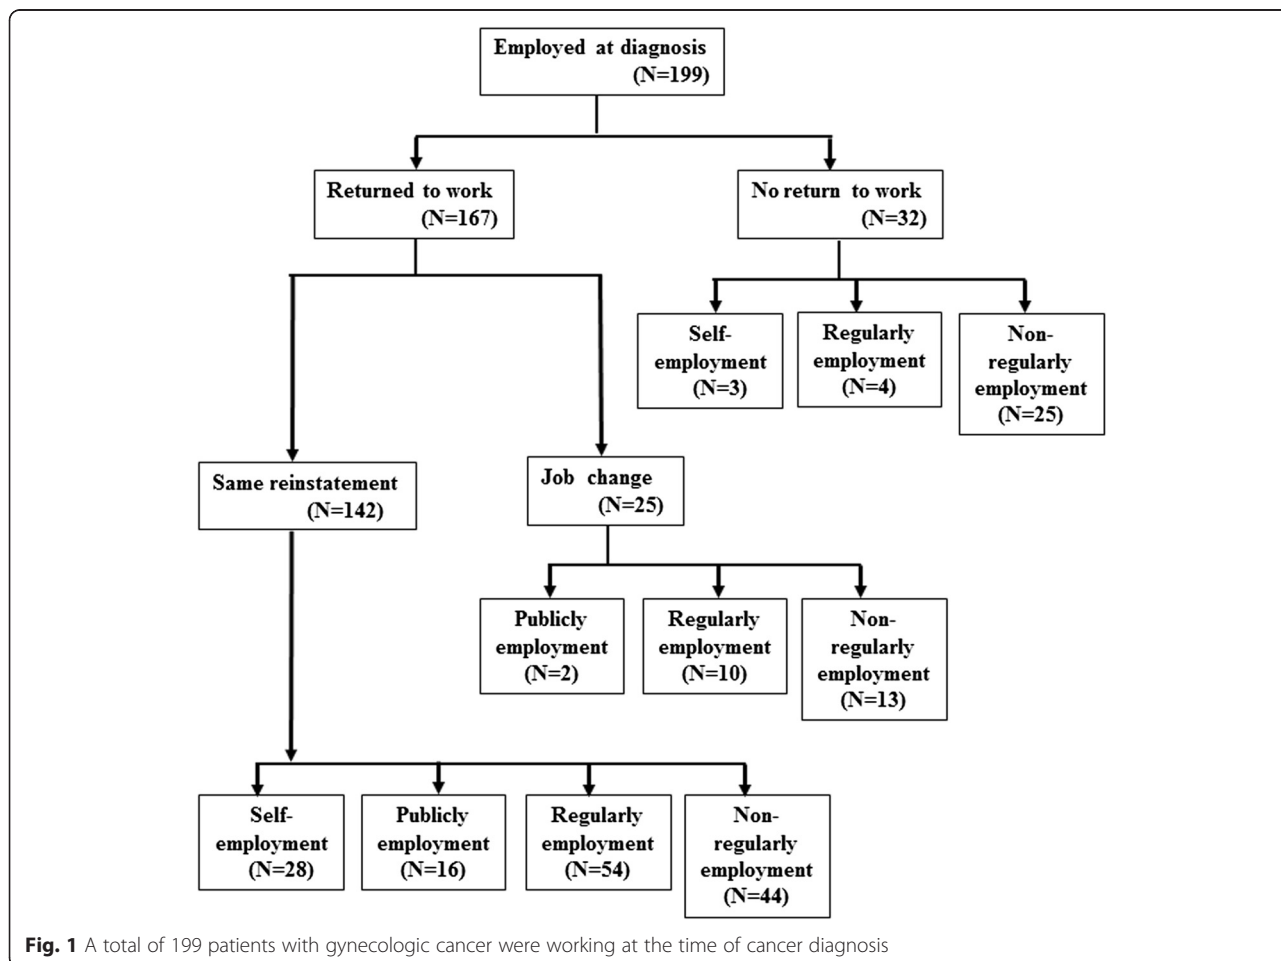 Employed at diagnosis
(N=199)
Returned to work
(N=167)
No return to work
(N=32)
Self-
employment
(N=3)
Regularly
employment
(N=4)
Non-
regularly
employment
(N=25)
Same reinstatement
(N=142)
Job change
(N=25)
Publicly
employment
(N=2)
Regularly
employment
(N=10)
Non-
regularly
employment
(N=13)
Self-
employment
(N=28)
Publicly
employment
(N=16)
Regularly
employment
(N=54)
Non-
regularly
employment
(N=44)
Fig. 1 A total of 199 patients with gynecologic cancer were working at the time of cancer diagnosis